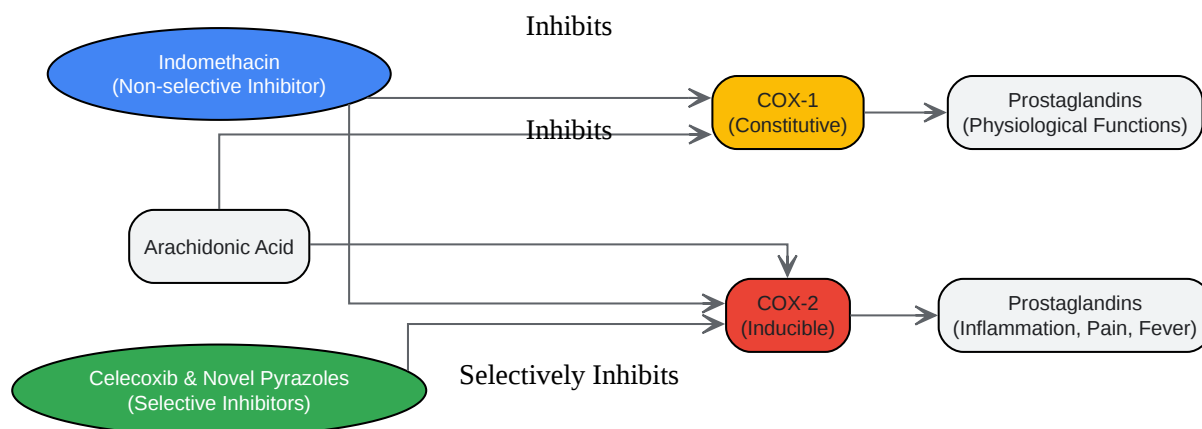 Inhibits
Indomethacin
(Non-selective Inhibitor)
COX-1
(Constitutive)
Prostaglandins
(Physiological Functions)
Inhibits
Arachidonic Acid
COX-2
(Inducible)
Prostaglandins
(Inflammation, Pain, Fever)
Selectively Inhibits
Celecoxib & Novel Pyrazoles
(Selective Inhibitors)